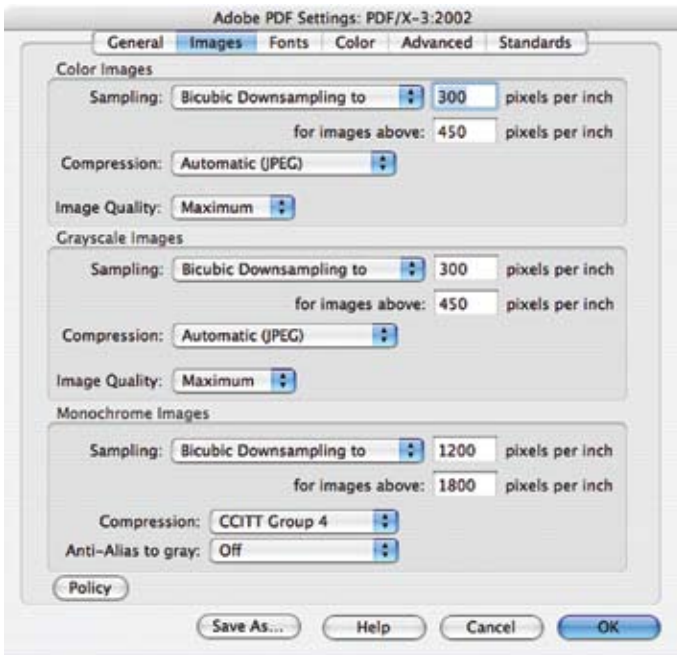 Adobe PDF Settings: PDF/X-3:2002
General Images Fonts Color Advanced Standards
Color Images
Sampling: Bicubic Downsampling to 300 pixels per inch
for images above: 450 pixels per inch
Compression: Automatic (JPEG)
Image Quality: Maximum
Grayscale Images
Sampling: Bicubic Downsampling to 300 pixels per inch
for images above: 450 pixels per inch
Compression: Automatic (JPEG)
Image Quality: Maximum
Monochrome Images
Sampling: Bicubic Downsampling to 1200 pixels per inch
for images above: 1800 pixels per inch
Compression: CCITT Group 4
Anti-Alias to gray: Off
Policy
Save As... Help Cancel OK